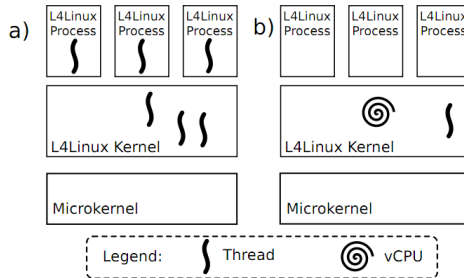 a)
L4Linux
Process
L4Linux
Process
L4Linux
Process
L4Linux Kernel
Microkernel
b)
L4Linux
Process
L4Linux
Process
L4Linux
Process
L4Linux Kernel
Microkernel
Legend:
Thread
vCPU